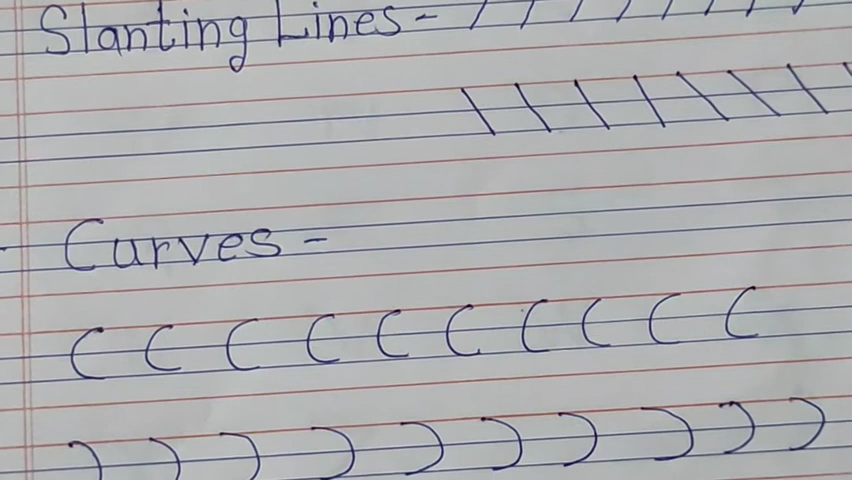 Slanting Lines - / / / / / / / /
\ \ \ \ \ \ \ \
Curves -
( ( ( ( ( ( ( ( ( (
) ) ) ) ) ) ) ) ) )